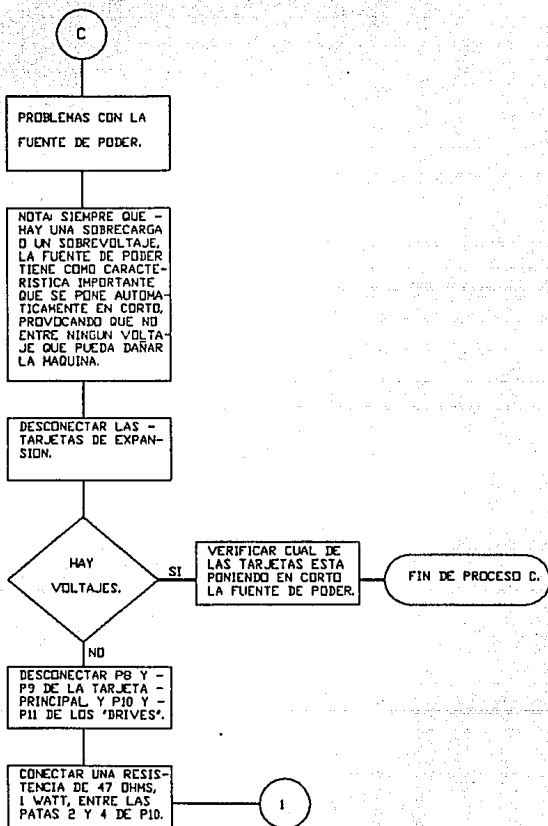 C
PROBLEMAS CON LA
FUENTE DE PODER.
NOTA: SIEMPRE QUE -
HAY UNA SOBRECARGA
O UN SOBREVOLTAJE,
LA FUENTE DE PODER
TIENE COMO CARACTE-
RISTICA IMPORTANTE
QUE SE PONE AUTOMA-
TICAMENTE EN CORTO,
PROVOCANDO QUE NO
ENTRE NINGUN VOLTA-
JE QUE PUEDA DAÑAR
LA MAQUINA.
DESCONECTAR LAS -
TARJETAS DE EXPAN-
SION.
HAY
VOLTAJES.
SI
VERIFICAR CUAL DE
LAS TARJETAS ESTA
PONIENDO EN CORTO
LA FUENTE DE PODER.
FIN DE PROCESO C.
NO
DESCONECTAR P8 Y -
P9 DE LA TARJETA -
PRINCIPAL Y P10 Y -
P11 DE LOS "DRIVES".
CONECTAR UNA RESIS-
TENCIA DE 47 OHMS,
1 WATT, ENTRE LAS
PATAS 2 Y 4 DE P10.
1